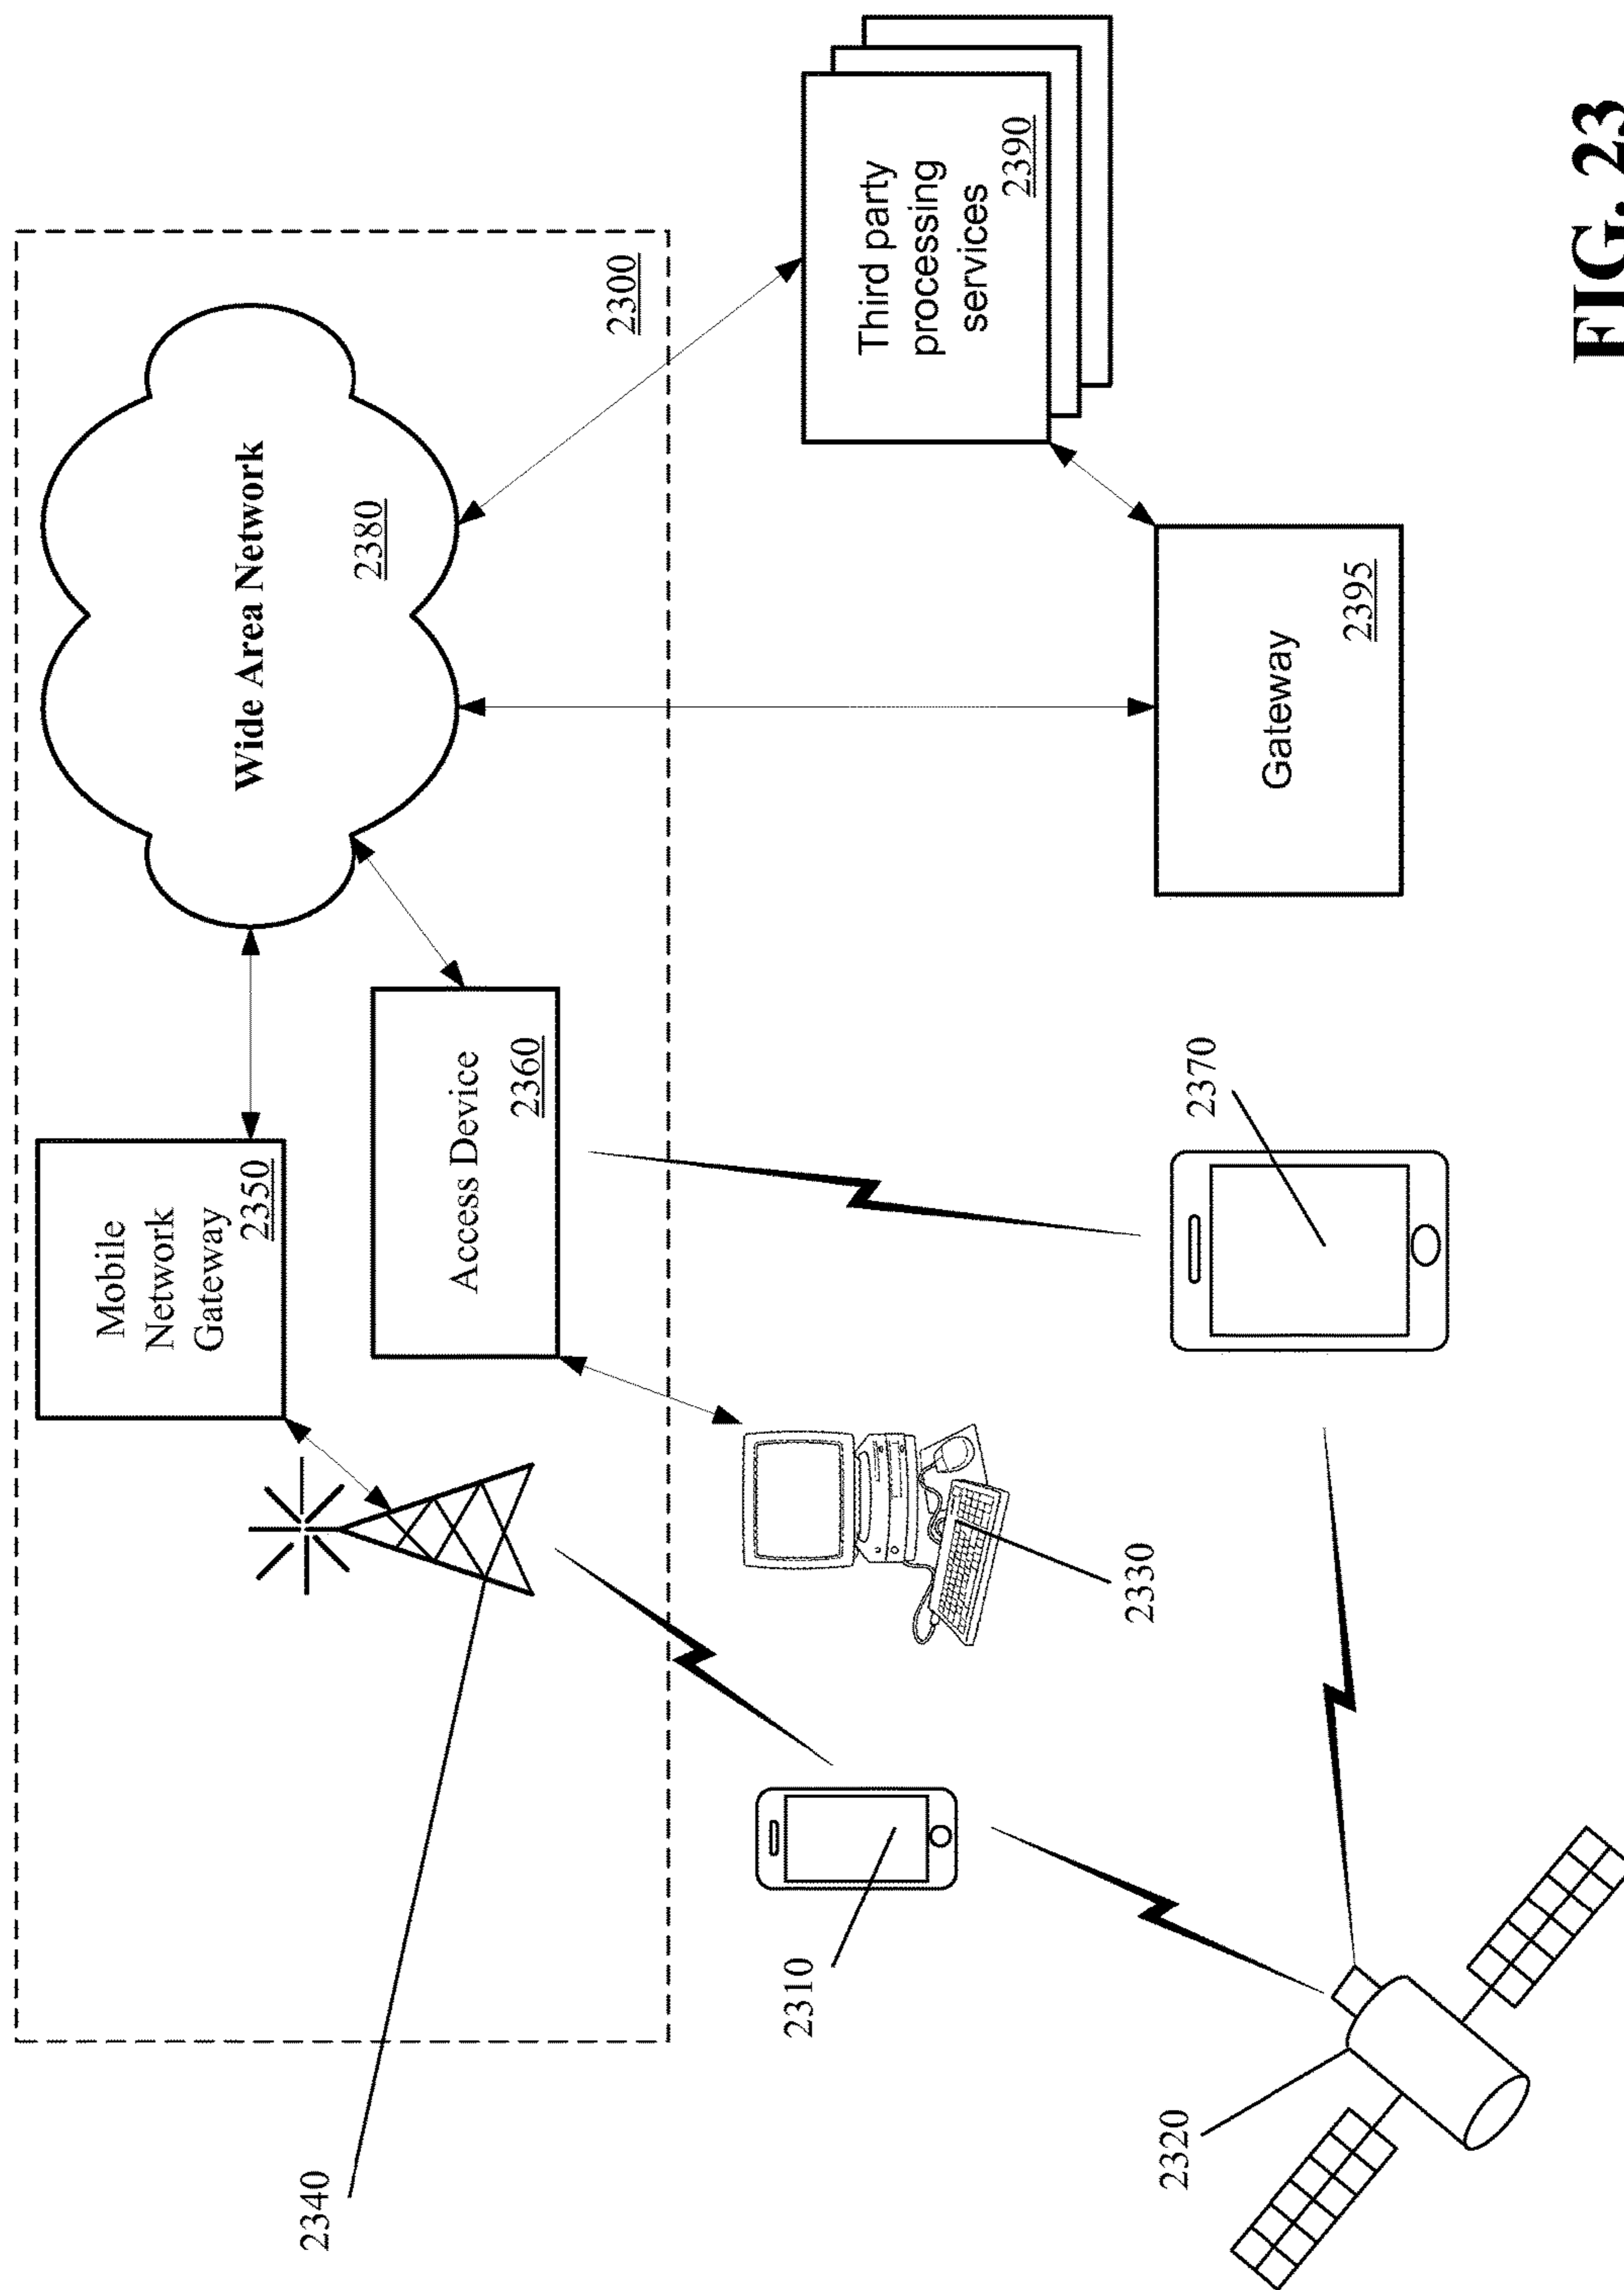 2340
Mobile
Network
Gateway
2350
Wide Area Network
2380
Access Device
2360
2300
2310
2330
Third party
processing
services
2390
2320
2370
Gateway
2395
FIG. 23